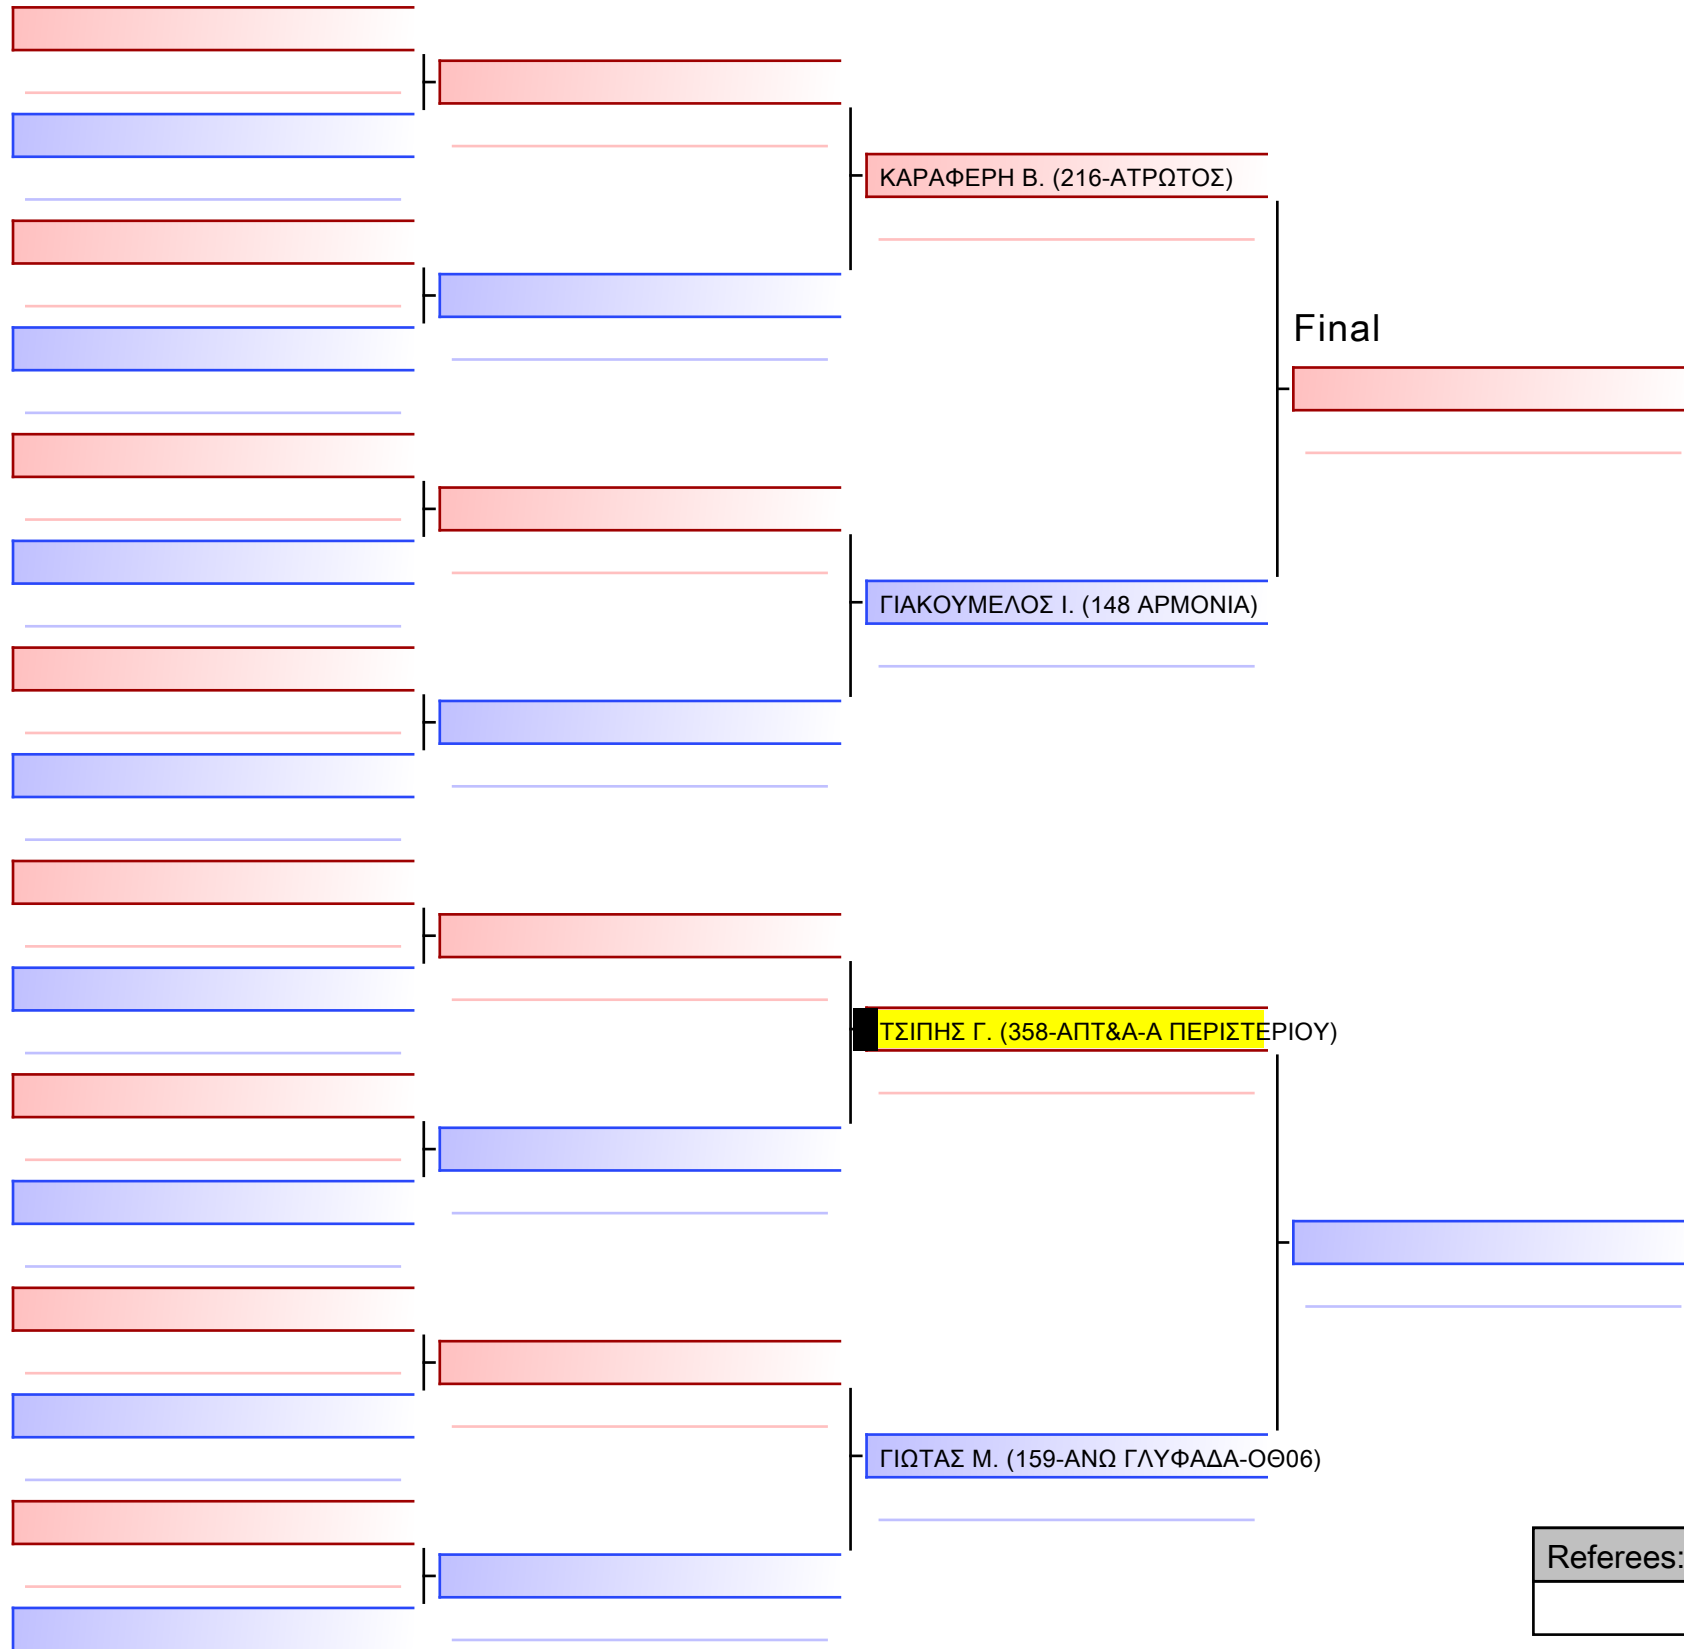 ΚΑΡΑΦΕΡΗ Β. (216-ΑΤΡΩΤΟΣ)
Final
ΓΙΑΚΟΥΜΕΛΟΣ Ι. (148 ΑΡΜΟΝΙΑ)
ΤΣΙΠΗΣ Γ. (358-ΑΠΤ&Α-Α ΠΕΡΙΣΤΕΡΙΟΥ)
ΓΙΩΤΑΣ Μ. (159-ΑΝΩ ΓΛΥΦΑΔΑ-ΟΘ06)
Referees: